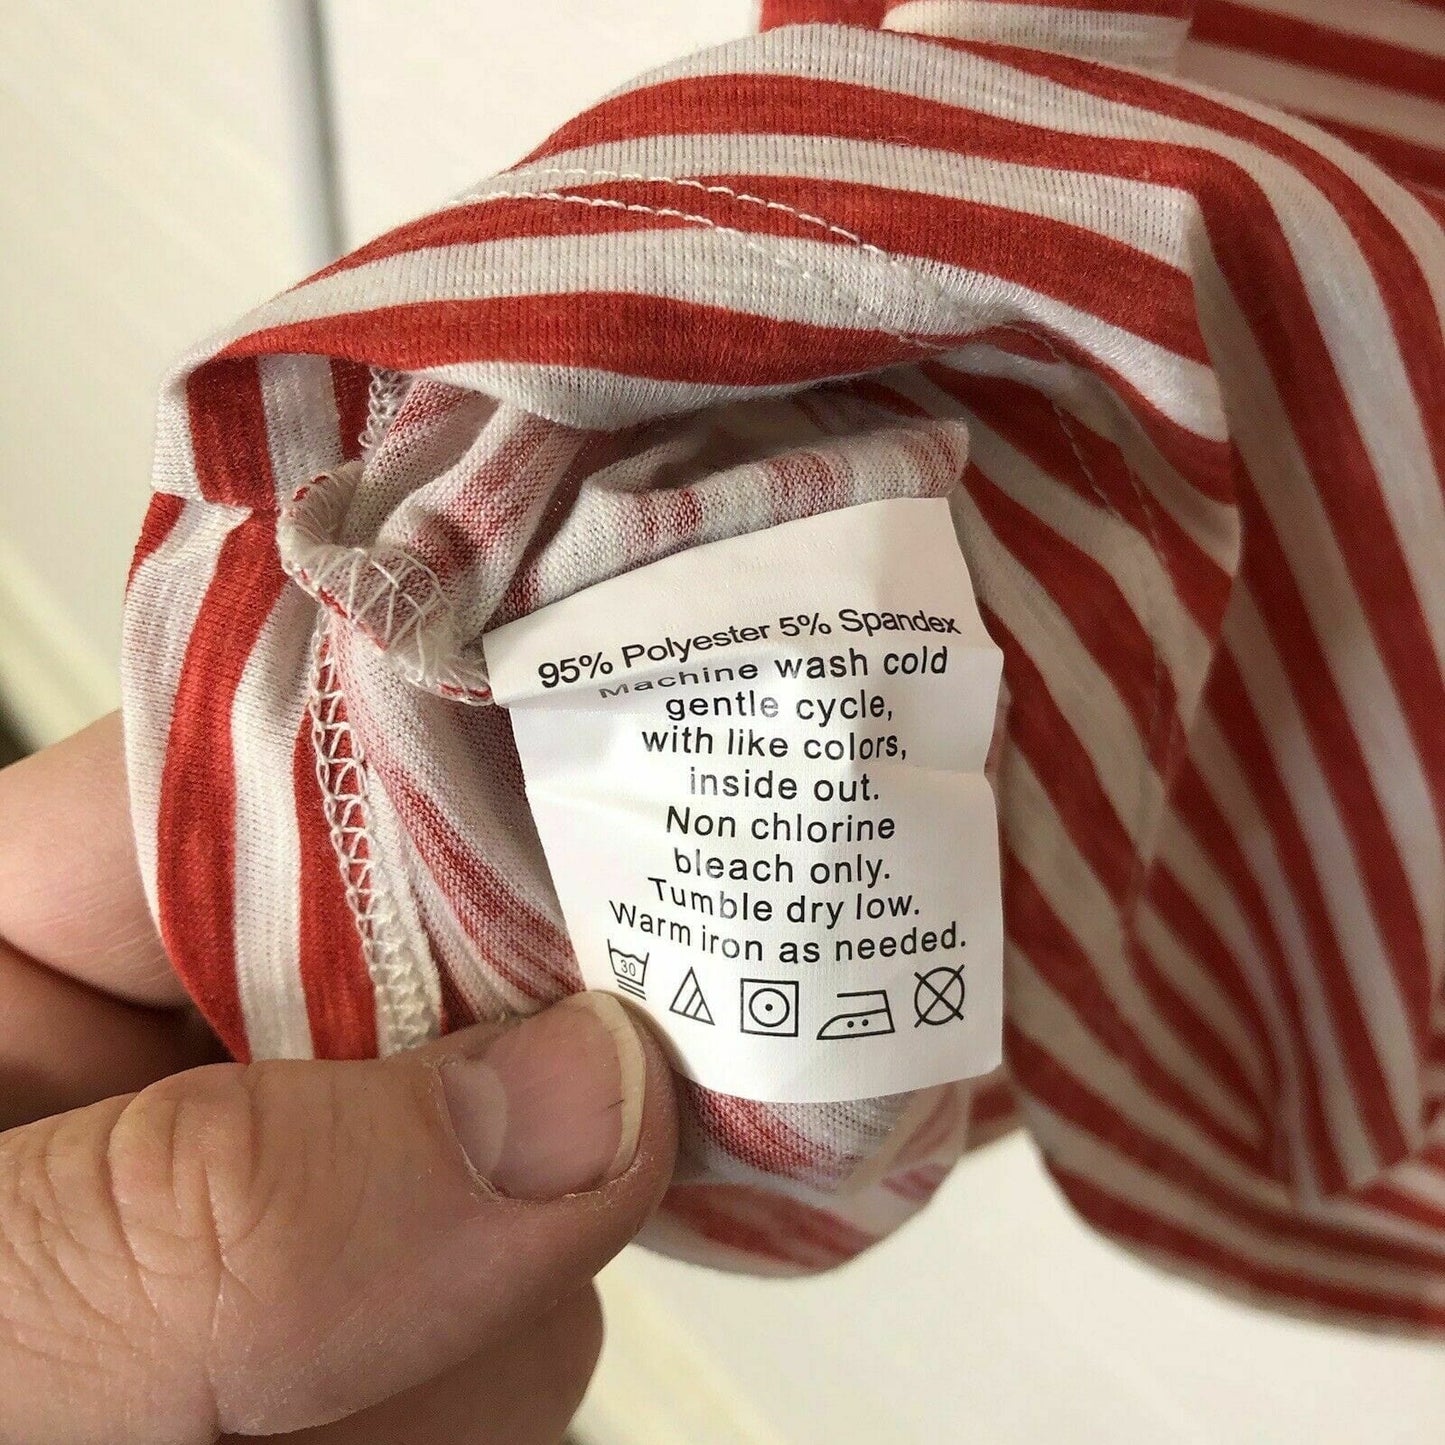 95% Polyester 5% Spandex
Machine wash cold
gentle cycle,
with like colors,
inside out.
Non chlorine
bleach only.
Tumble dry low.
Warm iron as needed.
30